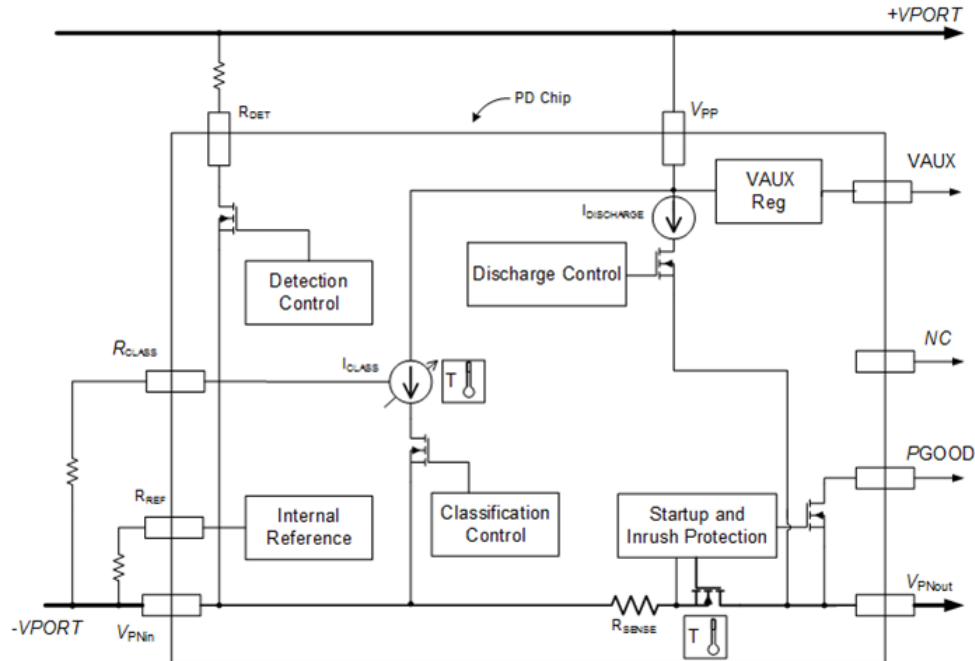 +VPORT
PD Chip
RDET
VPP
VAUX
VAUX
Reg
IDISCHARGE
Detection
Control
Discharge Control
NC
RCLASS
ICLASS
T
PGOOD
RREF
Internal
Reference
Classification
Control
Startup and
Inrush Protection
-VPORT
VPNin
RSENSE
T
VPNout